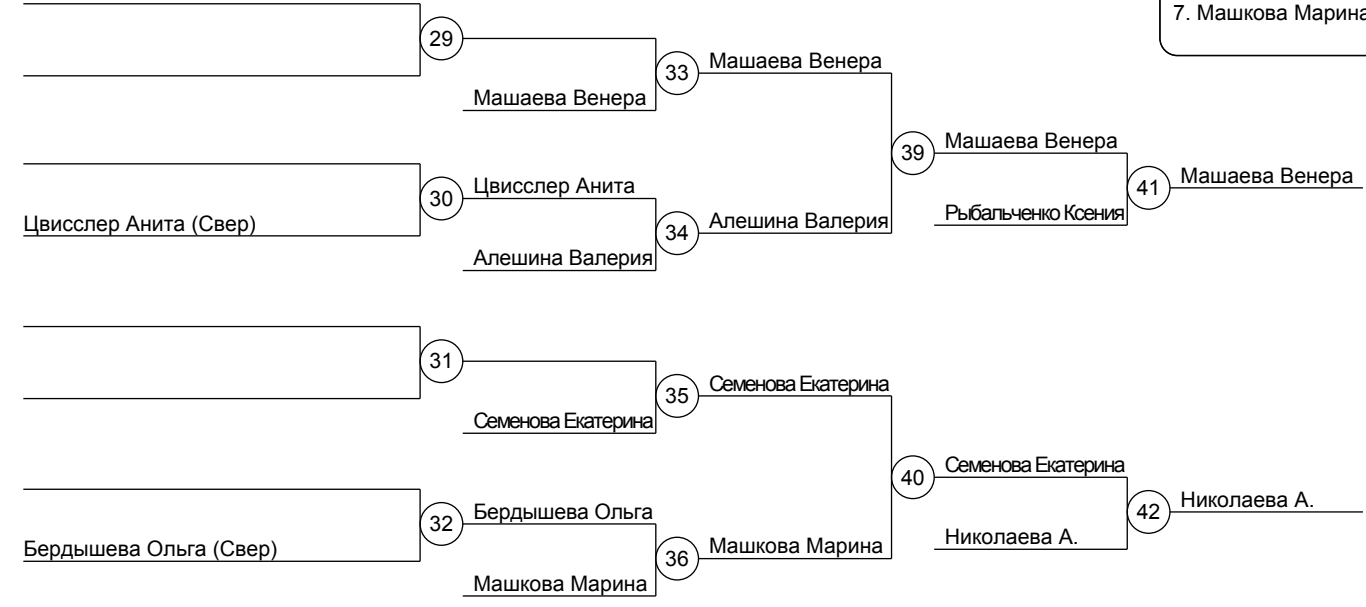 7. Машкова Марина
29
Машаева Венера
33
Машаева Венера
39
Машаева Венера
41
Машаева Венера
Цвисслер Анита
30
Цвисслер Анита (Свер)
Алешина Валерия
34
Рыбальченко Ксения
Алешина Валерия
31
Семенова Екатерина
35
Семенова Екатерина
40
Семенова Екатерина
42
Николаева А.
Бердышева Ольга
32
Николаева А.
Бердышева Ольга (Свер)
Машкова Марина
36
Машкова Марина